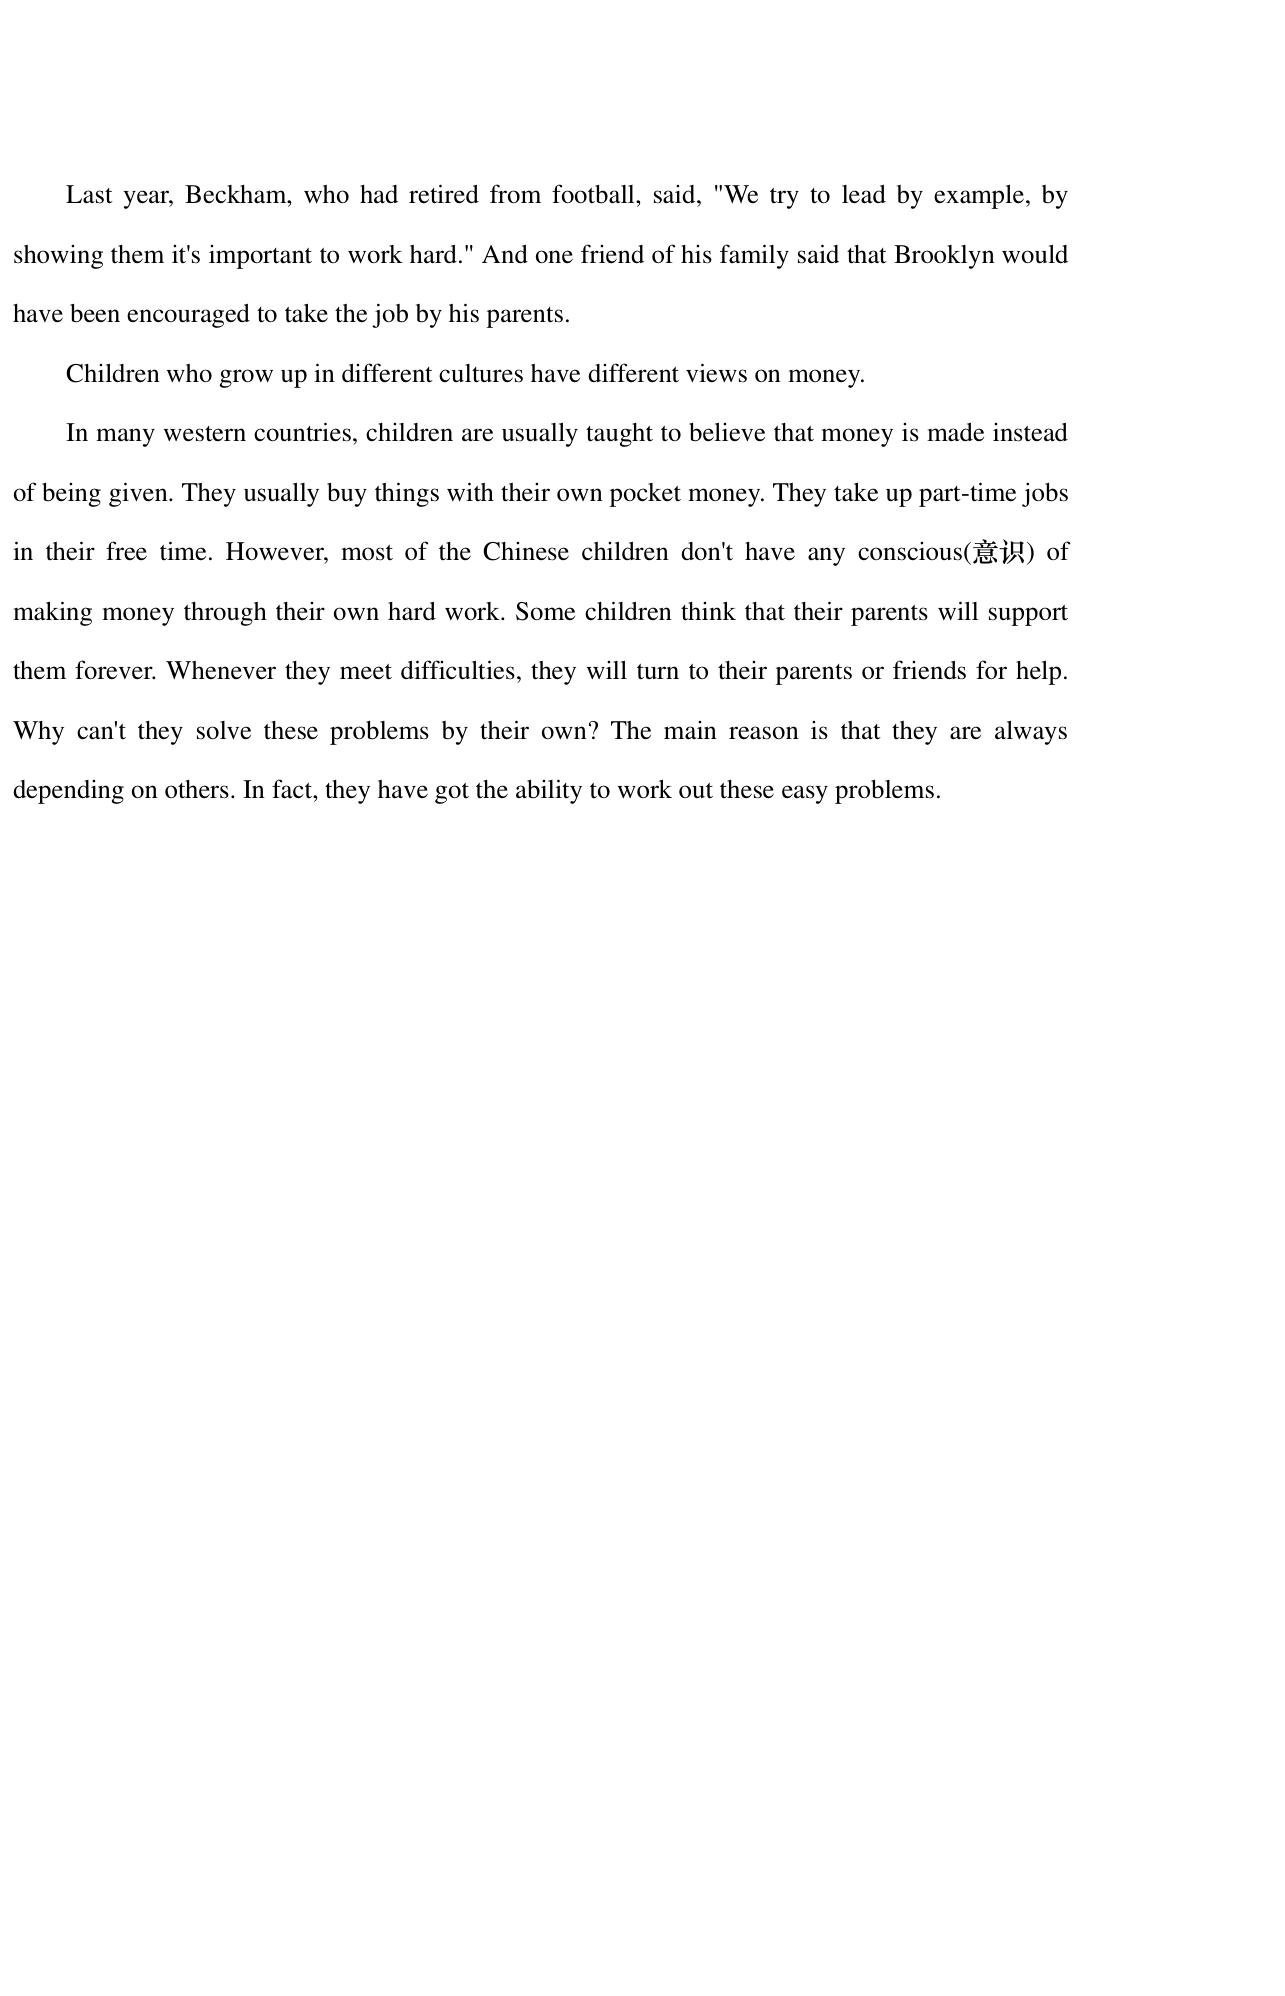 Last year, Beckham, who had retired from football, said, "We try to lead by example, by
showing them it's important to work hard." And one friend of his family said that Brooklyn would
have been encouraged to take the job by his parents.
Children who grow up in different cultures have different views on money.
In many western countries, children are usually taught to believe that money is made instead
of being given. They usually buy things with their own pocket money. They take up part-time jobs
in their free time. However, most of the Chinese children don't have any conscious(意识) of
making money through their own hard work. Some children think that their parents will support
them forever. Whenever they meet difficulties, they will turn to their parents or friends for help.
Why can't they solve these problems by their own? The main reason is that they are always
depending on others. In fact, they have got the ability to work out these easy problems.